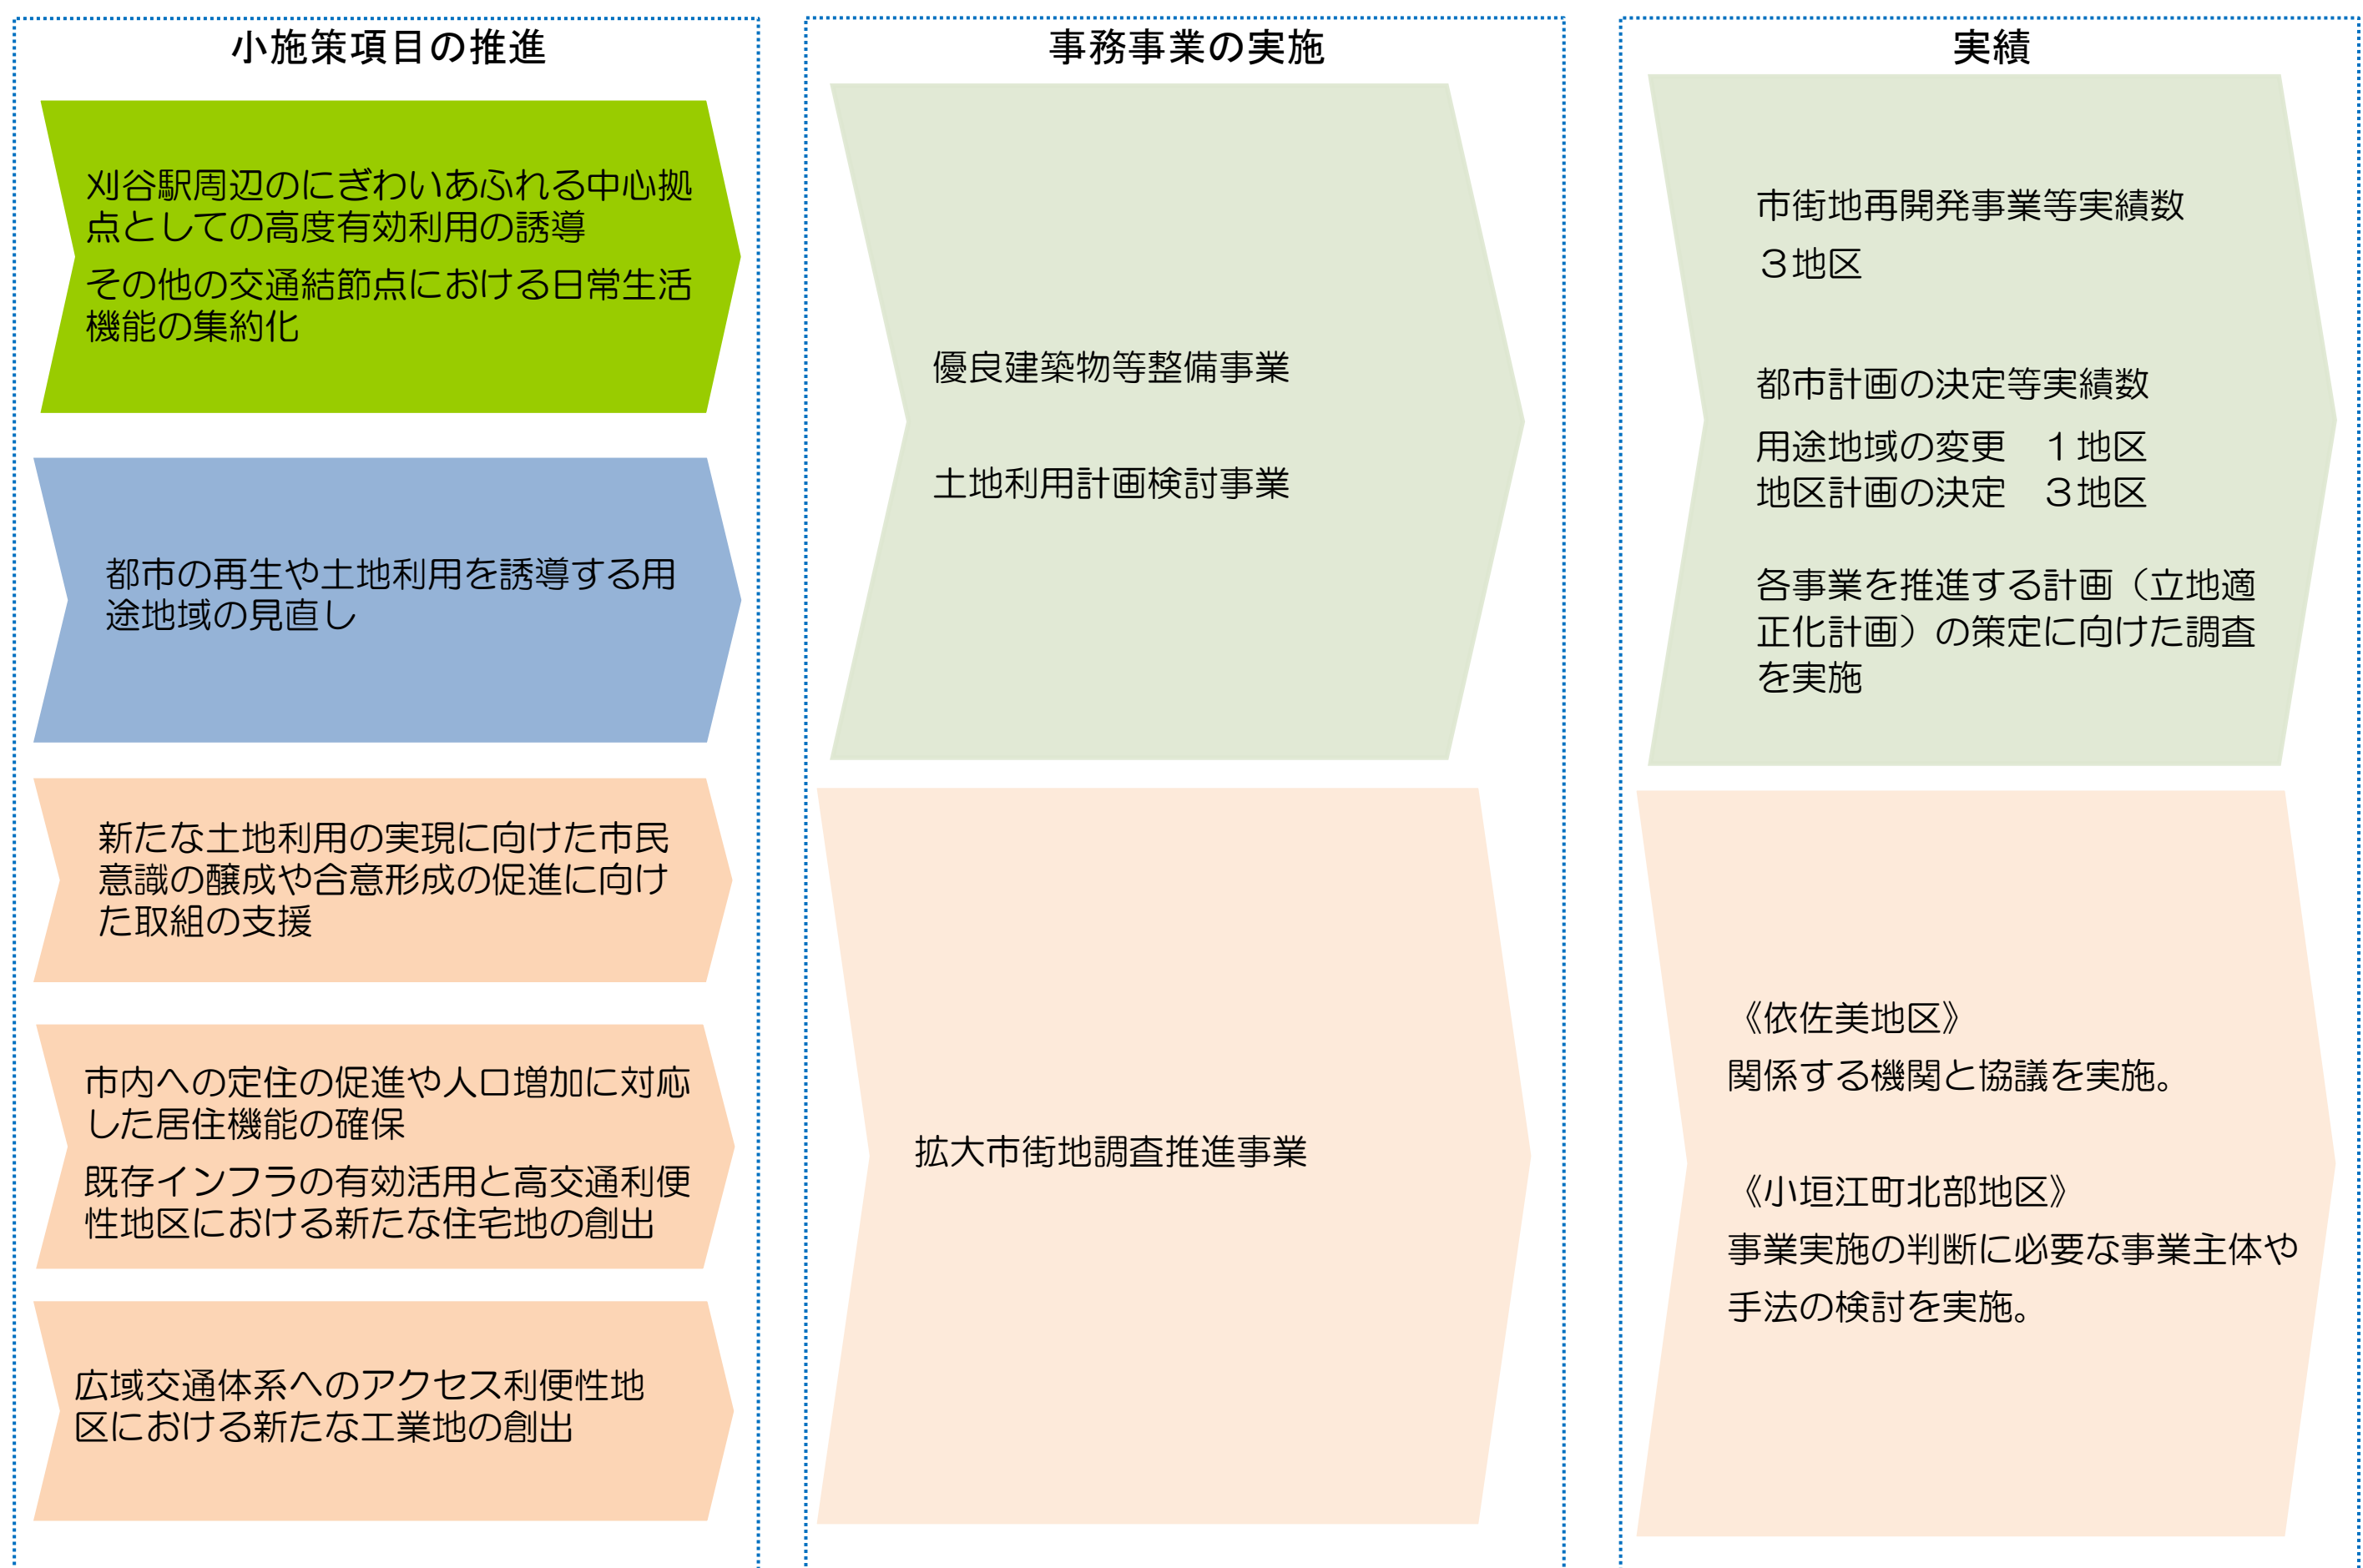 小施策項目の推進
刈谷駅周辺のにぎわいあふれる中心拠
点としての高度有効利用の誘導
その他の交通結節点における日常生活
機能の集約化
都市の再生や土地利用を誘導する用
途地域の見直し
新たな土地利用の実現に向けた市民
意識の醸成や合意形成の促進に向け
た取組の支援
市内への定住の促進や人口増加に対応
した居住機能の確保
既存インフラの有効活用と高交通利便
性地区における新たな住宅地の創出
広域交通体系へのアクセス利便性地
区における新たな工業地の創出
事務事業の実施
優良建築物等整備事業
土地利用計画検討事業
拡大市街地調査推進事業
実績
市街地再開発事業等実績数
３地区
都市計画の決定等実績数
用途地域の変更　１地区
地区計画の決定　３地区
各事業を推進する計画（立地適
正化計画）の策定に向けた調査
を実施
《依佐美地区》
関係する機関と協議を実施。
《小垣江町北部地区》
事業実施の判断に必要な事業主体や
手法の検討を実施。